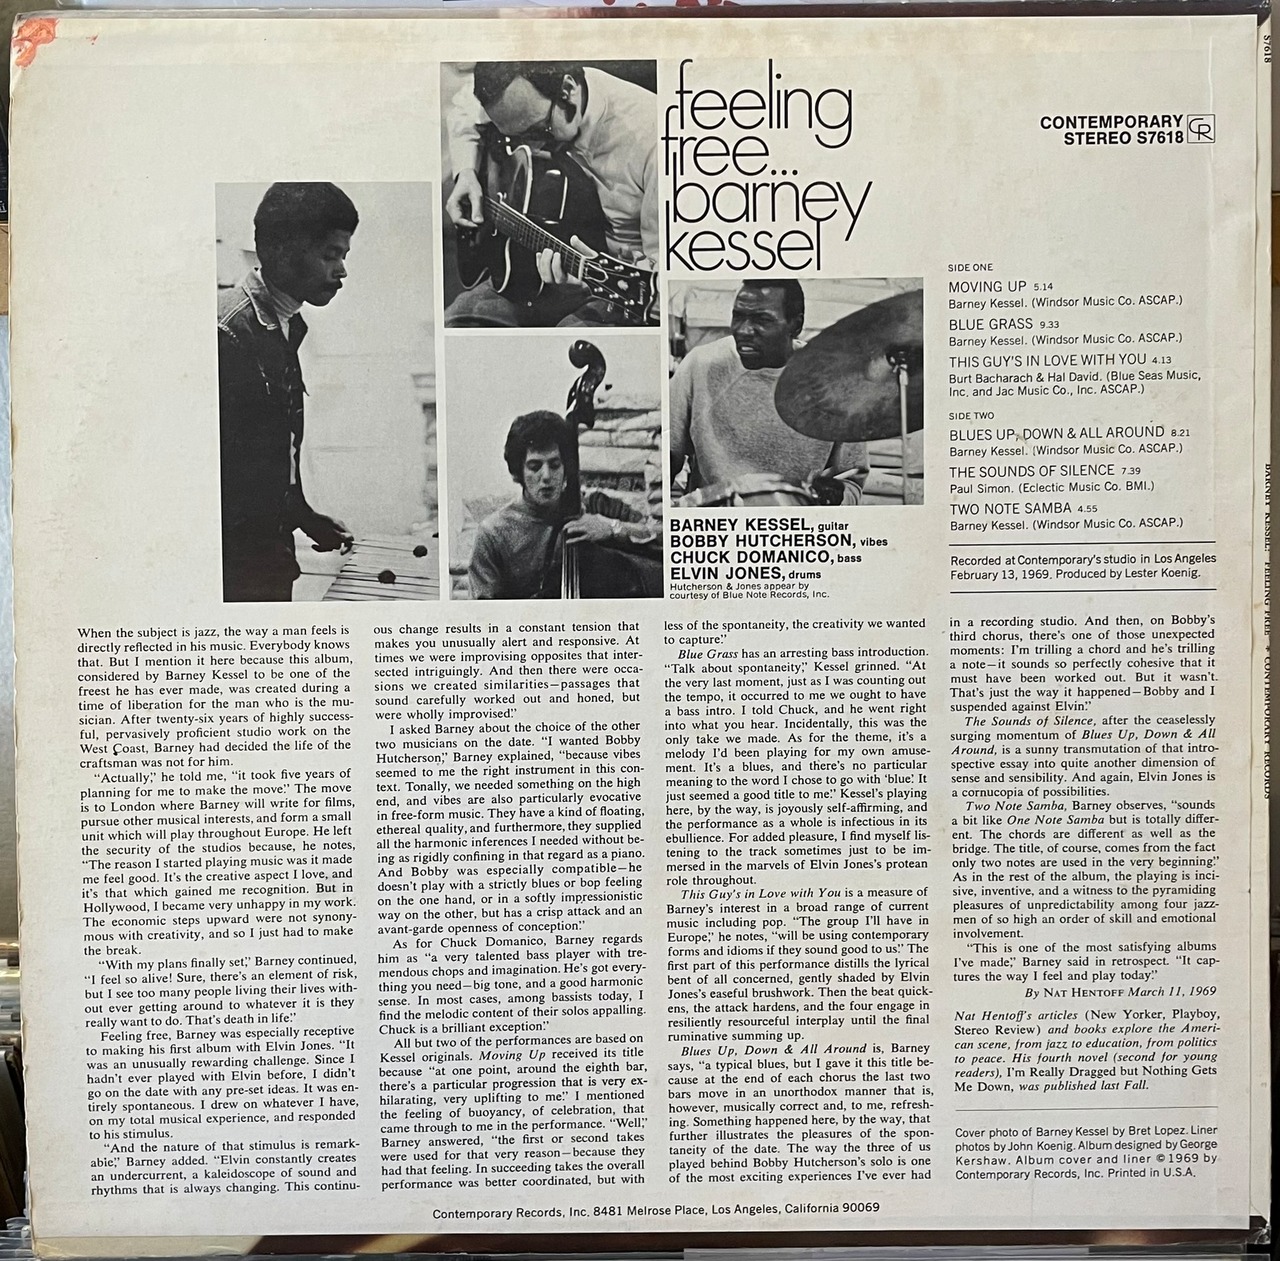 feeling
free...
barney
kessel
CONTEMPORARY
STEREO S7618
CR
S7618
BARNEY KESSEL: FEELING FREE ★ CONTEMPORARY RECORDS
SIDE ONE
MOVING UP 5.14
Barney Kessel. (Windsor Music Co. ASCAP.)
BLUE GRASS 9.33
Barney Kessel. (Windsor Music Co. ASCAP.)
THIS GUY'S IN LOVE WITH YOU 4.13
Burt Bacharach & Hal David. (Blue Seas Music,
Inc. and Jac Music Co., Inc. ASCAP.)
SIDE TWO
BLUES UP, DOWN & ALL AROUND 8.21
Barney Kessel. (Windsor Music Co. ASCAP.)
THE SOUNDS OF SILENCE 7.39
Paul Simon. (Eclectic Music Co. BMI.)
TWO NOTE SAMBA 4.55
Barney Kessel. (Windsor Music Co. ASCAP.)
Recorded at Contemporary's studio in Los Angeles
February 13, 1969. Produced by Lester Koenig.
BARNEY KESSEL, guitar
BOBBY HUTCHERSON, vibes
CHUCK DOMANICO, bass
ELVIN JONES, drums
Hutcherson & Jones appear by
courtesy of Blue Note Records, Inc.
When the subject is jazz, the way a man feels is
directly reflected in his music. Everybody knows
that. But I mention it here because this album,
considered by Barney Kessel to be one of the
freest he has ever made, was created during a
time of liberation for the man who is the mu-
sician. After twenty-six years of highly success-
ful, pervasively proficient studio work on the
West Coast, Barney had decided the life of the
craftsman was not for him.
"Actually," he told me, "it took five years of
planning for me to make the move." The move
is to London where Barney will write for films,
pursue other musical interests, and form a small
unit which will play throughout Europe. He left
the security of the studios because, he notes,
"The reason I started playing music was it made
me feel good. It's the creative aspect I love, and
it's that which gained me recognition. But in
Hollywood, I became very unhappy in my work.
The economic steps upward were not synony-
mous with creativity, and so I just had to make
the break.
"With my plans finally set," Barney continued,
"I feel so alive! Sure, there's an element of risk,
but I see too many people living their lives with-
out ever getting around to whatever it is they
really want to do. That's death in life."
Feeling free, Barney was especially receptive
to making his first album with Elvin Jones. "It
was an unusually rewarding challenge. Since I
hadn't ever played with Elvin before, I didn't
go on the date with any pre-set ideas. It was en-
tirely spontaneous. I drew on whatever I have,
on my total musical experience, and responded
to his stimulus.
"And the nature of that stimulus is remark-
able," Barney added. "Elvin constantly creates
an undercurrent, a kaleidoscope of sound and
rhythms that is always changing. This continu-
ous change results in a constant tension that
makes you unusually alert and responsive. At
times we were improvising opposites that inter-
sected intriguingly. And then there were occa-
sions we created similarities—passages that
sound carefully worked out and honed, but
were wholly improvised."
I asked Barney about the choice of the other
two musicians on the date. "I wanted Bobby
Hutcherson," Barney explained, "because vibes
seemed to me the right instrument in this con-
text. Tonally, we needed something on the high
end, and vibes are also particularly evocative
in free-form music. They have a kind of floating,
ethereal quality, and furthermore, they supplied
all the harmonic inferences I needed without be-
ing as rigidly confining in that regard as a piano.
And Bobby was especially compatible—he
doesn't play with a strictly blues or bop feeling
on the one hand, or in a softly impressionistic
way on the other, but has a crisp attack and an
avant-garde openness of conception."
As for Chuck Domanico, Barney regards
him as "a very talented bass player with tre-
mendous chops and imagination. He's got every-
thing you need—big tone, and a good harmonic
sense. In most cases, among bassists today, I
find the melodic content of their solos appalling.
Chuck is a brilliant exception."
All but two of the performances are based on
Kessel originals. Moving Up received its title
because "at one point, around the eighth bar,
there's a particular progression that is very ex-
hilarating, very uplifting to me." I mentioned
the feeling of buoyancy, of celebration, that
came through to me in the performance. "Well,"
Barney answered, "the first or second takes
were used for that very reason—because they
had that feeling. In succeeding takes the overall
performance was better coordinated, but with
less of the spontaneity, the creativity we wanted
to capture."
Blue Grass has an arresting bass introduction.
"Talk about spontaneity," Kessel grinned. "At
the very last moment, just as I was counting out
the tempo, it occurred to me we ought to have
a bass intro. I told Chuck, and he went right
into what you hear. Incidentally, this was the
only take we made. As for the theme, it's a
melody I'd been playing for my own amuse-
ment. It's a blues, and there's no particular
meaning to the word I chose to go with 'blue.' It
just seemed a good title to me." Kessel's playing
here, by the way, is joyously self-affirming, and
the performance as a whole is infectious in its
ebullience. For added pleasure, I find myself lis-
tening to the track sometimes just to be im-
mersed in the marvels of Elvin Jones's protean
role throughout.
This Guy's in Love with You is a measure of
Barney's interest in a broad range of current
music including pop. "The group I'll have in
Europe," he notes, "will be using contemporary
forms and idioms if they sound good to us." The
first part of this performance distills the lyrical
bent of all concerned, gently shaded by Elvin
Jones's easeful brushwork. Then the beat quick-
ens, the attack hardens, and the four engage in
resiliently resourceful interplay until the final
ruminative summing up.
Blues Up, Down & All Around is, Barney
says, "a typical blues, but I gave it this title be-
cause at the end of each chorus the last two
bars move in an unorthodox manner that is,
however, musically correct and, to me, refresh-
ing. Something happened here, by the way, that
further illustrates the pleasures of the spon-
taneity of the date. The way the three of us
played behind Bobby Hutcherson's solo is one
of the most exciting experiences I've ever had
in a recording studio. And then, on Bobby's
third chorus, there's one of those unexpected
moments: I'm trilling a chord and he's trilling
a note—it sounds so perfectly cohesive that it
must have been worked out. But it wasn't.
That's just the way it happened—Bobby and I
suspended against Elvin."
The Sounds of Silence, after the ceaselessly
surging momentum of Blues Up, Down & All
Around, is a sunny transmutation of that intro-
spective essay into quite another dimension of
sense and sensibility. And again, Elvin Jones is
a cornucopia of possibilities.
Two Note Samba, Barney observes, "sounds
a bit like One Note Samba but is totally differ-
ent. The chords are different as well as the
bridge. The title, of course, comes from the fact
only two notes are used in the very beginning."
As in the rest of the album, the playing is inci-
sive, inventive, and a witness to the pyramiding
pleasures of unpredictability among four jazz-
men of so high an order of skill and emotional
involvement.
"This is one of the most satisfying albums
I've made," Barney said in retrospect. "It cap-
tures the way I feel and play today."
By NAT HENTOFF March 11, 1969
Nat Hentoff's articles (New Yorker, Playboy,
Stereo Review) and books explore the Ameri-
can scene, from jazz to education, from politics
to peace. His fourth novel (second for young
readers), I'm Really Dragged but Nothing Gets
Me Down, was published last Fall.
Cover photo of Barney Kessel by Bret Lopez. Liner
photos by John Koenig. Album designed by George
Kershaw. Album cover and liner © 1969 by
Contemporary Records, Inc. Printed in U.S.A.
Contemporary Records, Inc. 8481 Melrose Place, Los Angeles, California 90069